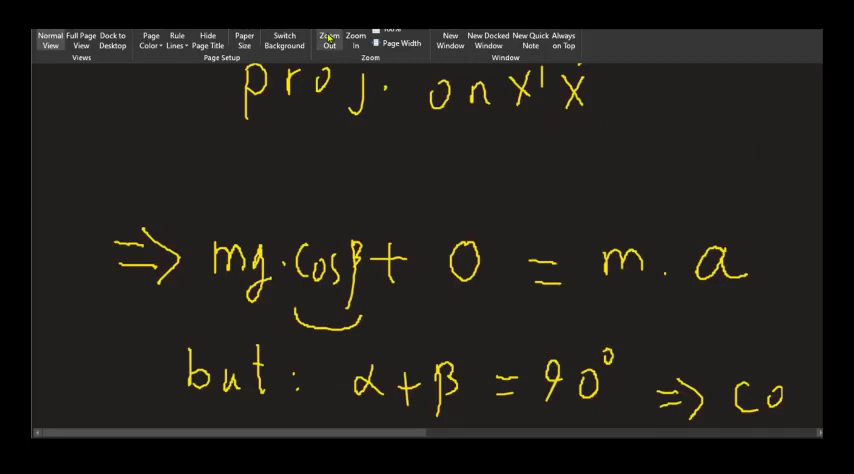 Normal View Full Page View Dock to Desktop Page Color Rule Lines Hide Page Title Paper Size Switch Background Zoom Out Zoom In Page Width New Window New Docked Window New Quick Note Always on Top
Views Page Setup Zoom Window
proj. on x'x
⇒ mg. cosβ + 0 = m . a
but : α + β = 90⁰ ⇒ co